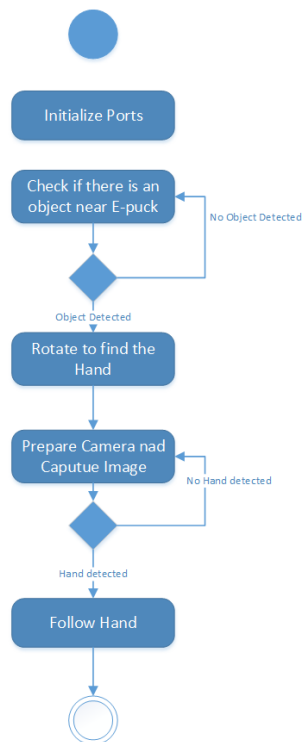 Initialize Ports
Check if there is an
object near E-puck
No Object Detected
Object Detected
Rotate to find the
Hand
Prepare Camera nad
Caputue Image
No Hand detected
Hand detected
Follow Hand